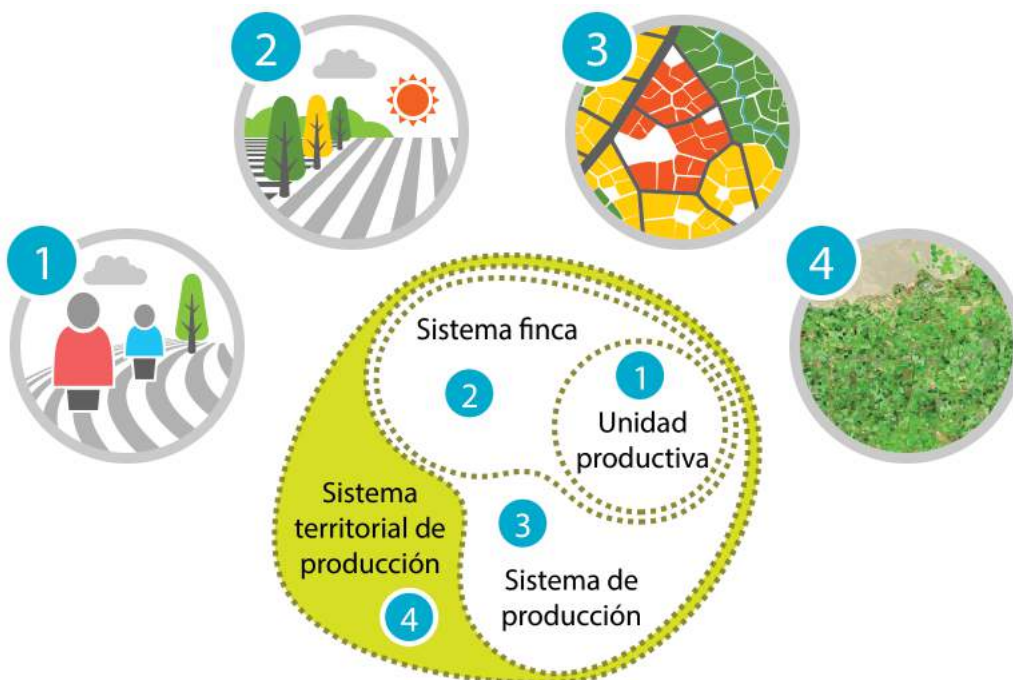 2
3
1
4
Sistema finca
2
1
Unidad
productiva
Sistema
territorial de
producción
4
3
Sistema de
producción